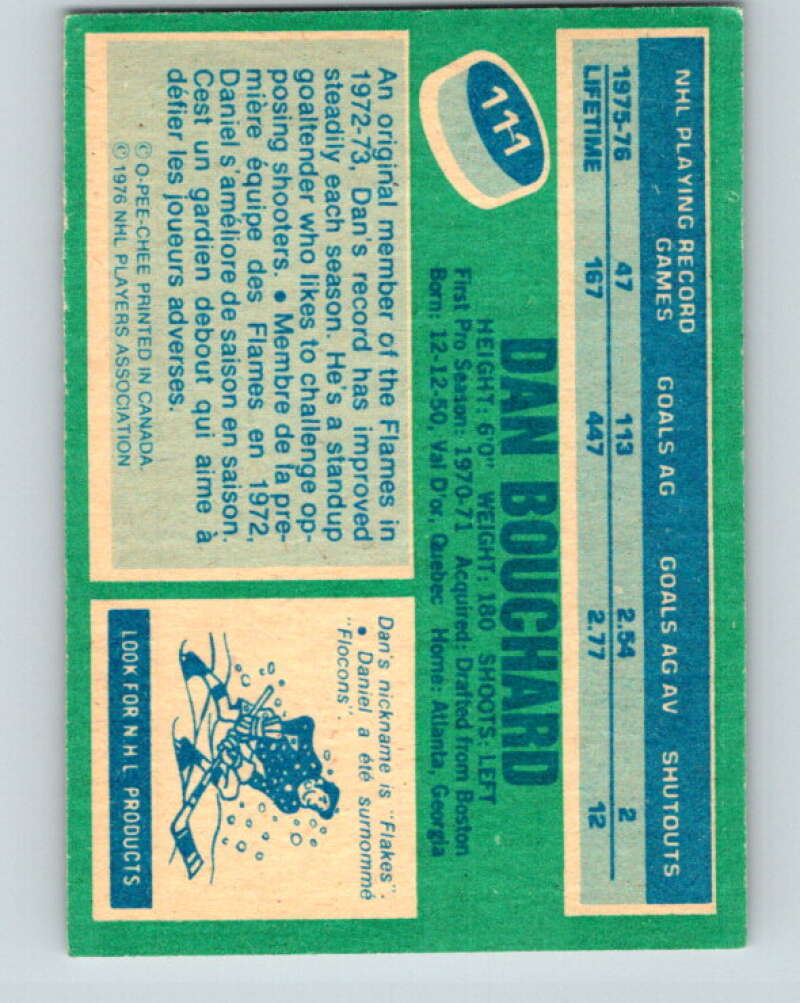 NHL PLAYING RECORD
GAMES GOALS AG GOALS AG AV SHUTOUTS
1975-76 47 113 2.54 2
LIFETIME 167 447 2.77 12
111
DAN BOUCHARD
HEIGHT: 6'0" WEIGHT: 180 SHOOTS: LEFT
First Pro Season: 1970-71 Acquired: Drafted from Boston
Born: 12-12-50, Val D'or, Quebec Home: Atlanta, Georgia
An original member of the Flames in
1972-73, Dan's record has improved
steadily each season. He's a standup
goaltender who likes to challenge op-
posing shooters. • Membre de la pre-
mière équipe des Flames en 1972,
Daniel s'améliore de saison en saison.
C'est un gardien debout qui aime à
défier les joueurs adverses.
© O-PEE-CHEE PRINTED IN CANADA
© 1976 NHL PLAYERS ASSOCIATION
Dan's nickname is "Flakes".
• Daniel a été surnommé
"Flocons".
LOOK FOR N.H.L. PRODUCTS